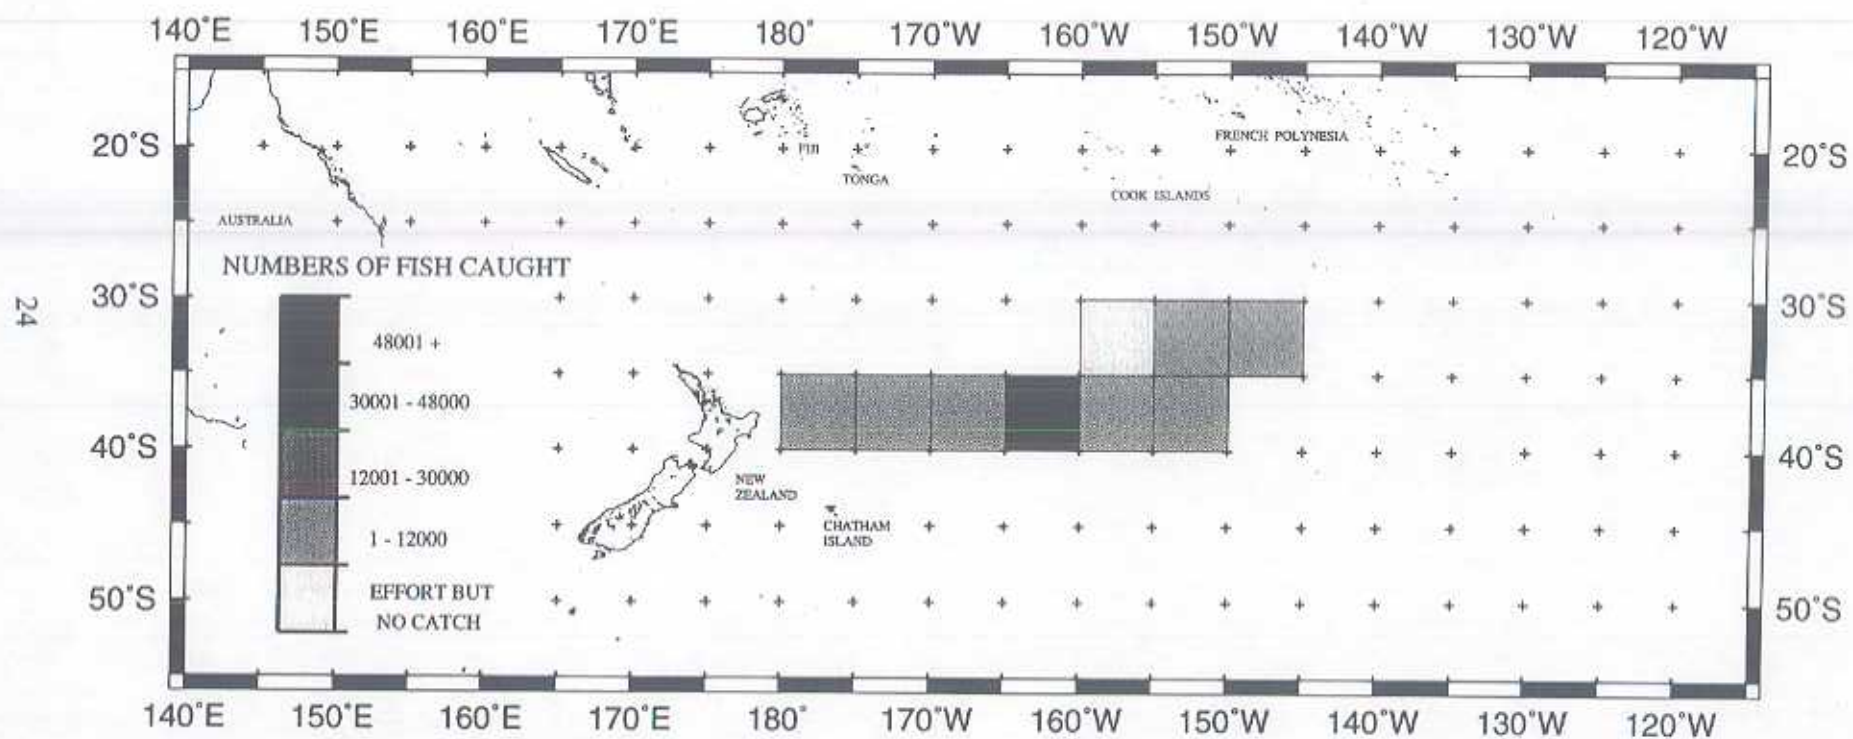 140°E 150°E 160°E 170°E 180° 170°W 160°W 150°W 140°W 130°W 120°W
20°S 20°S
FRENCH POLYNESIA
FIJI
TONGA
COOK ISLANDS
AUSTRALIA
NUMBERS OF FISH CAUGHT
30°S 30°S
24
48001 +
30001 - 48000
40°S 40°S
12001 - 30000
NEW
ZEALAND
CHATHAM
ISLAND
1 - 12000
EFFORT BUT
NO CATCH
50°S 50°S
140°E 150°E 160°E 170°E 180° 170°W 160°W 150°W 140°W 130°W 120°W